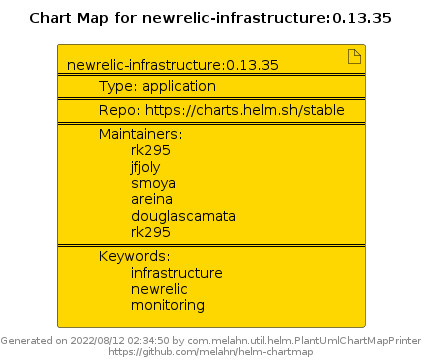 Chart Map for newrelic-infrastructure:0.13.35
newrelic-infrastructure:0.13.35
Type: application
Repo: https://charts.helm.sh/stable
Maintainers:
rk295
jfjoly
smoya
areina
douglascamata
rk295
Keywords:
infrastructure
newrelic
monitoring
Generated on 2022/08/12 02:34:50 by com.melahn.util.helm.PlantUmlChartMapPrinter
https://github.com/melahn/helm-chartmap